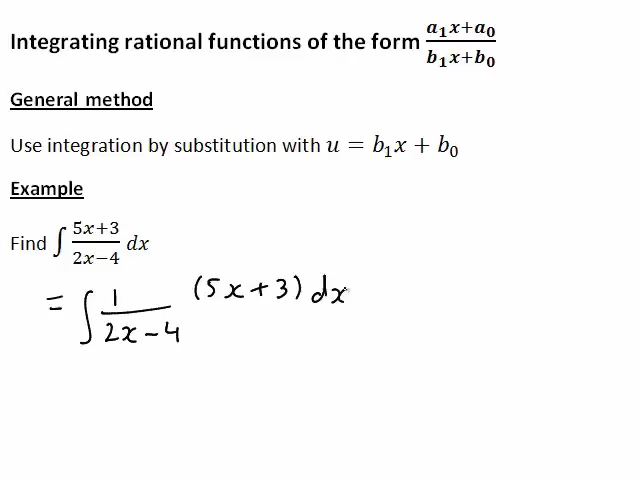 Integrating rational functions of the form (a₁x+a₀)/(b₁x+b₀)
General method
Use integration by substitution with u = b₁x + b₀
Example
Find ∫ (5x+3)/(2x−4) dx
= ∫ 1/(2x−4) (5x+3) dx